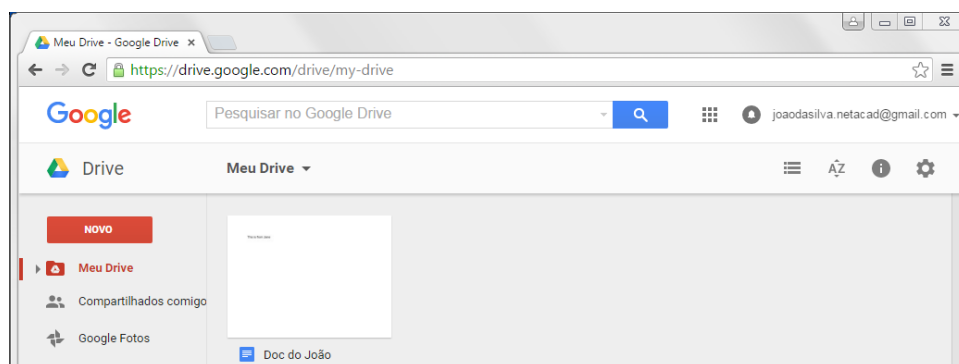 Meu Drive - Google Drive
https://drive.google.com/drive/my-drive
Google
Pesquisar no Google Drive
joaodasilva.netacad@gmail.com
Drive
Meu Drive
AZ
NOVO
Meu Drive
Compartilhados comigo
Google Fotos
Doc do João